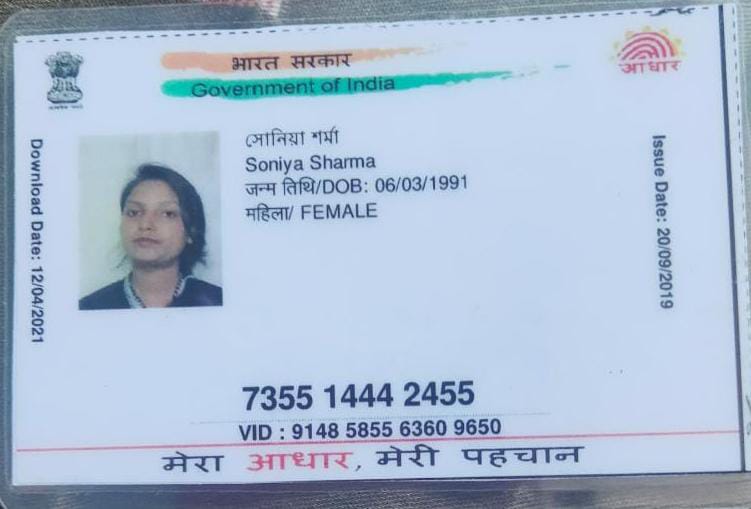 भारत सरकार
Government of India
आधार
সোনিয়া শর্মা
Soniya Sharma
जन्म तिथि/DOB: 06/03/1991
महिला/ FEMALE
Download Date: 12/04/2021
Issue Date: 20/09/2019
7355 1444 2455
VID : 9148 5855 6360 9650
मेरा आधार, मेरी पहचान